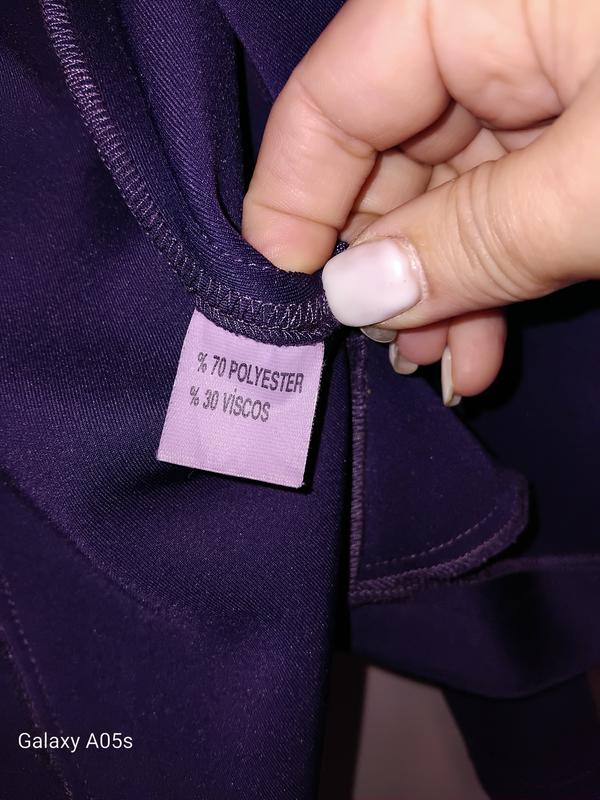 % 70 POLYESTER
% 30 VİSCOS
Galaxy A05s